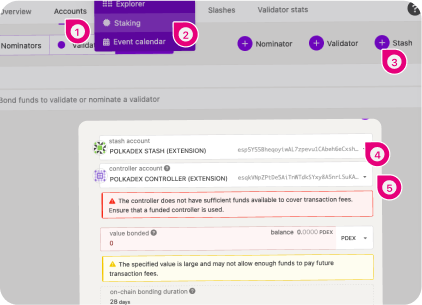 Explorer
verview Accounts Slashes Validator stats ?
1 Staking 2
Nominators Valida Event calendar + Nominator + Validator + Stash
3
Bond funds to validate or nominate a validator
stash account
POLKADEX STASH (EXTENSION)
4
controller account ?
POLKADEX CONTROLLER (EXTENSION)
5
The controller does not have sufficient funds available to cover transaction fees.
Ensure that a funded controller is used.
value bonded ? balance 0.0000 PDEX
0 PDEX
The specified value is large and may not allow enough funds to pay future
transaction fees.
on-chain bonding duration ?
28 days